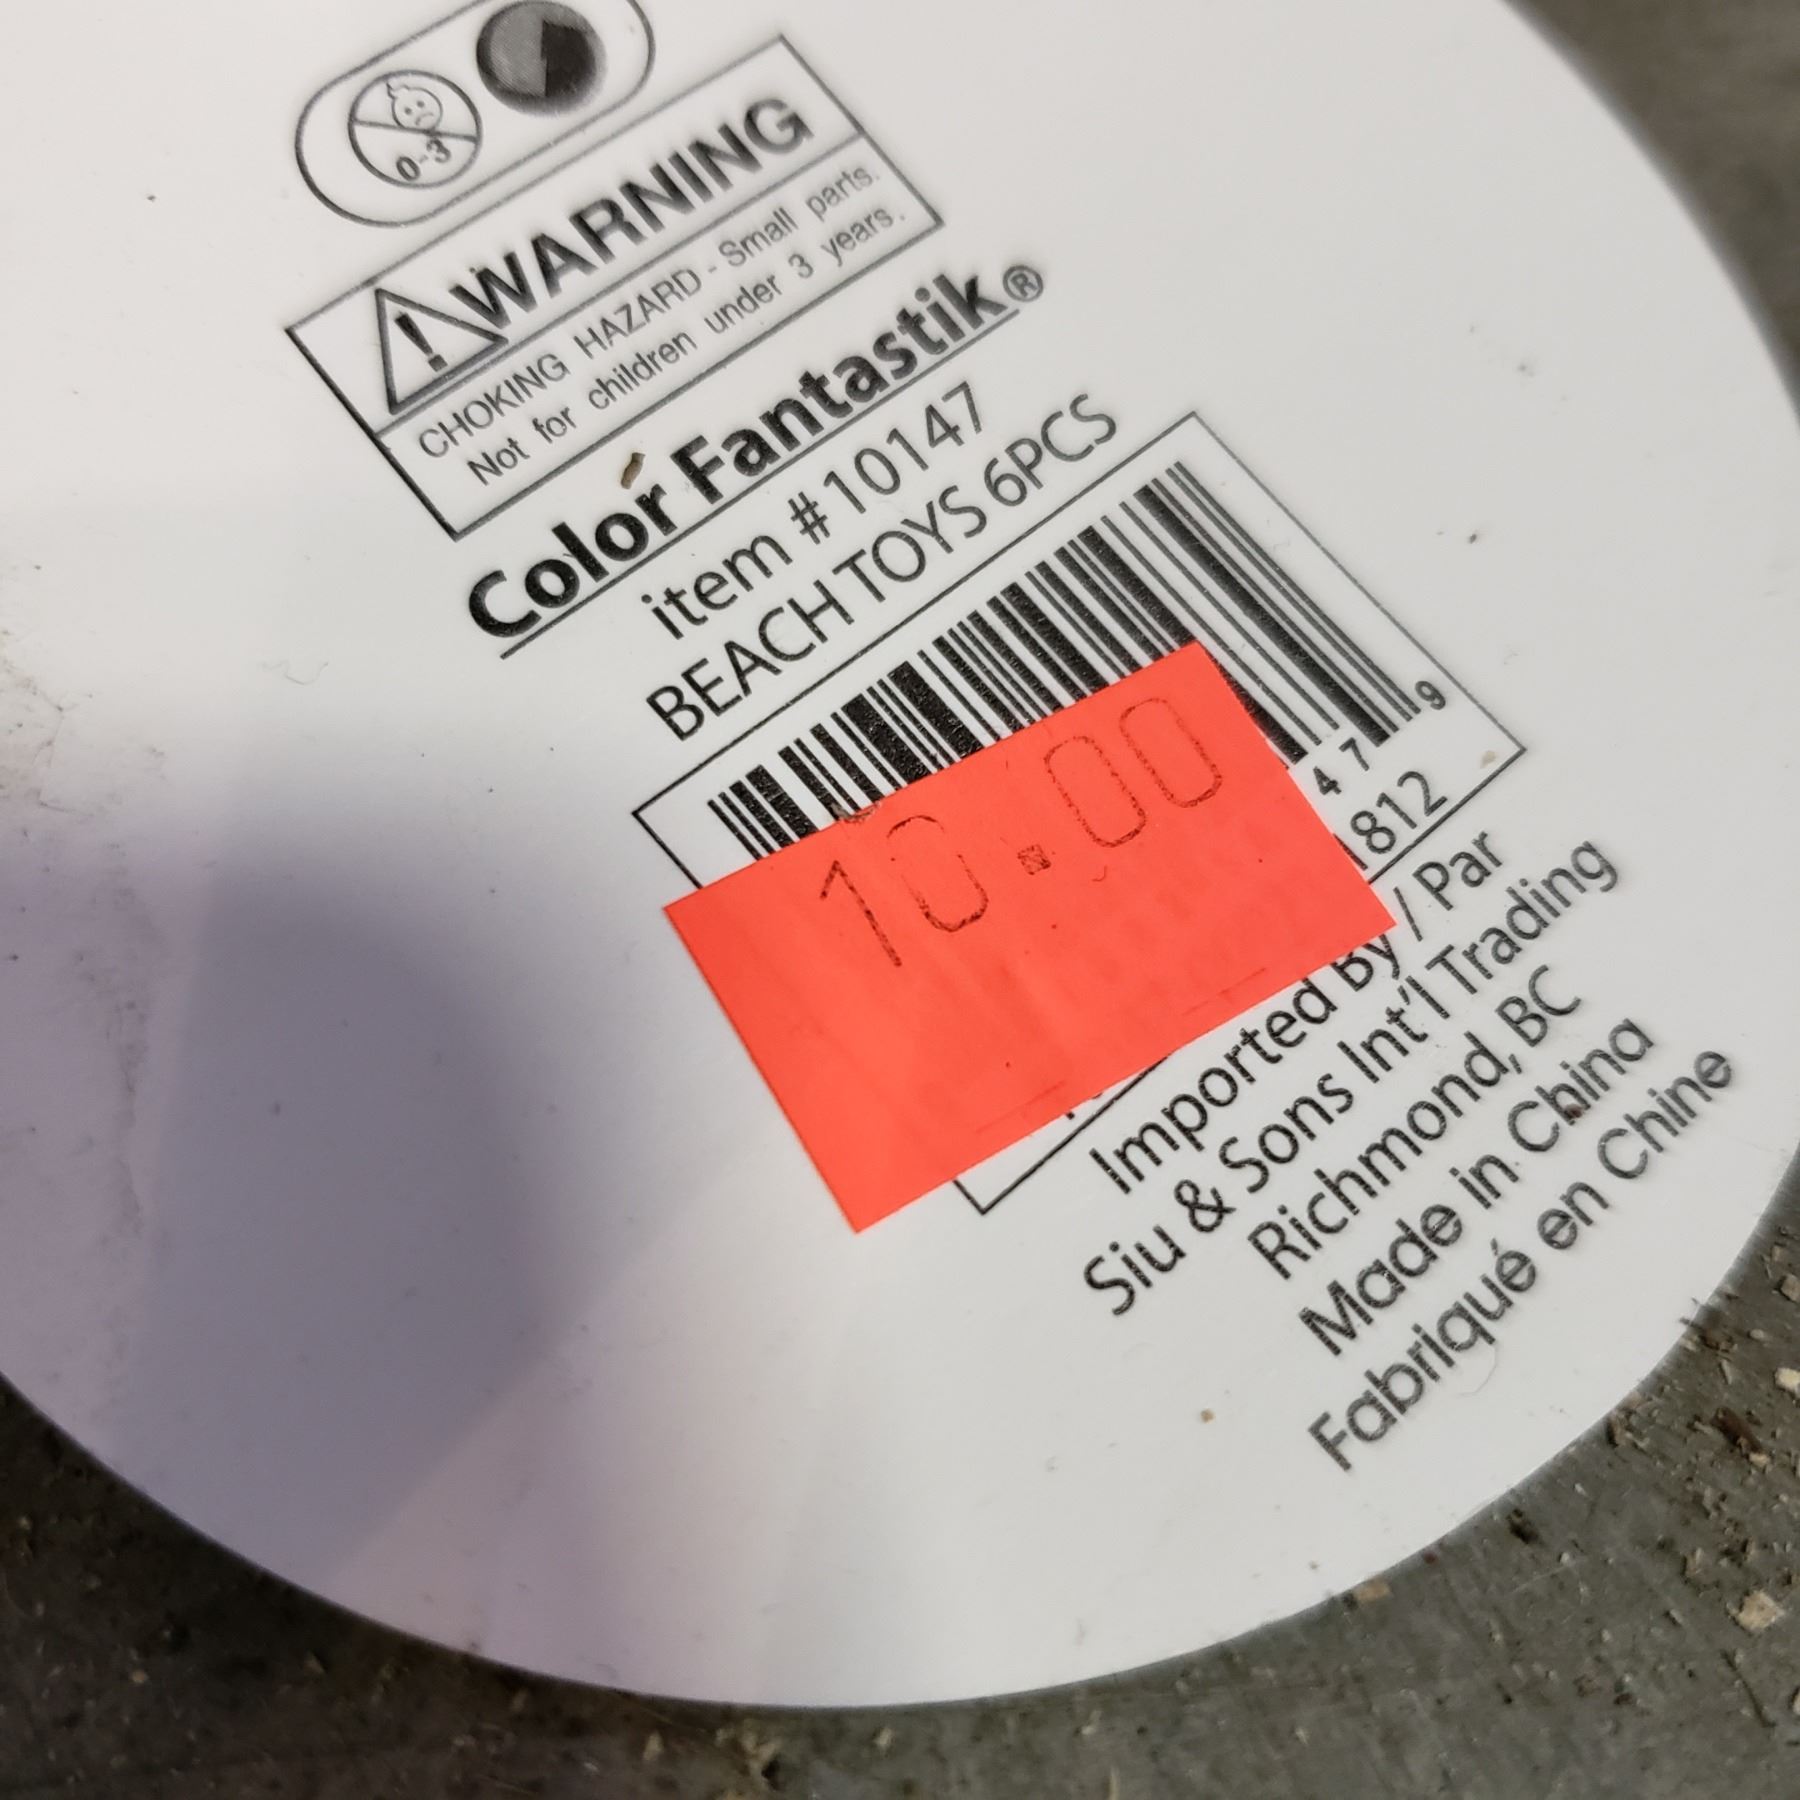 0-3
WARNING
CHOKING HAZARD - Small parts.
Not for children under 3 years.
Color Fantastik®
item # 10147
BEACH TOYS 6PCS
47 9
1812
10.00
Imported By / Par
Siu & Sons Int'l Trading
Richmond, BC
Made in China
Fabriqué en Chine